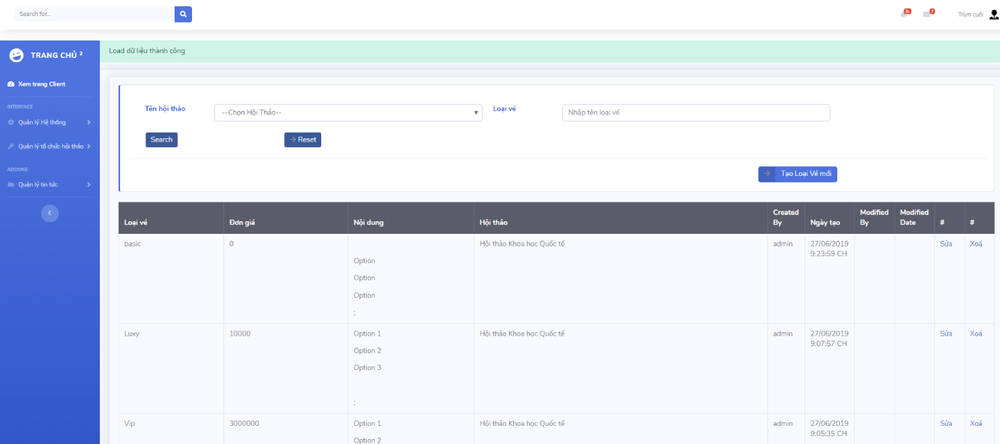 Search for...
3+
7
Trùm cuối
TRANG CHỦ 2
Load dữ liệu thành công
Xem trang Client
INTERFACE
Quản lý Hệ thống
Quản lý tổ chức hội thảo
ADDONS
Quản lý tin tức
Tên hội thảo
--Chọn Hội Thảo--
Loại vé
Nhập tên loại vé
Search
Reset
Tạo Loại Vé mới
Loại vé Đơn giá Nội dung Hội thảo Created By Ngày tạo Modified By Modified Date # #
basic 0 Hội thảo Khoa học Quốc tế admin 27/06/2019 Sửa Xoá
9:23:59 CH
Option
Option
Option
;
Luxy 10000 Option 1 Hội thảo Khoa học Quốc tế admin 27/06/2019 Sửa Xoá
9:07:57 CH
Option 2
Option 3
;
Vip 3000000 Option 1 Hội thảo Khoa học Quốc tế admin 27/06/2019 Sửa Xoá
9:05:35 CH
Option 2